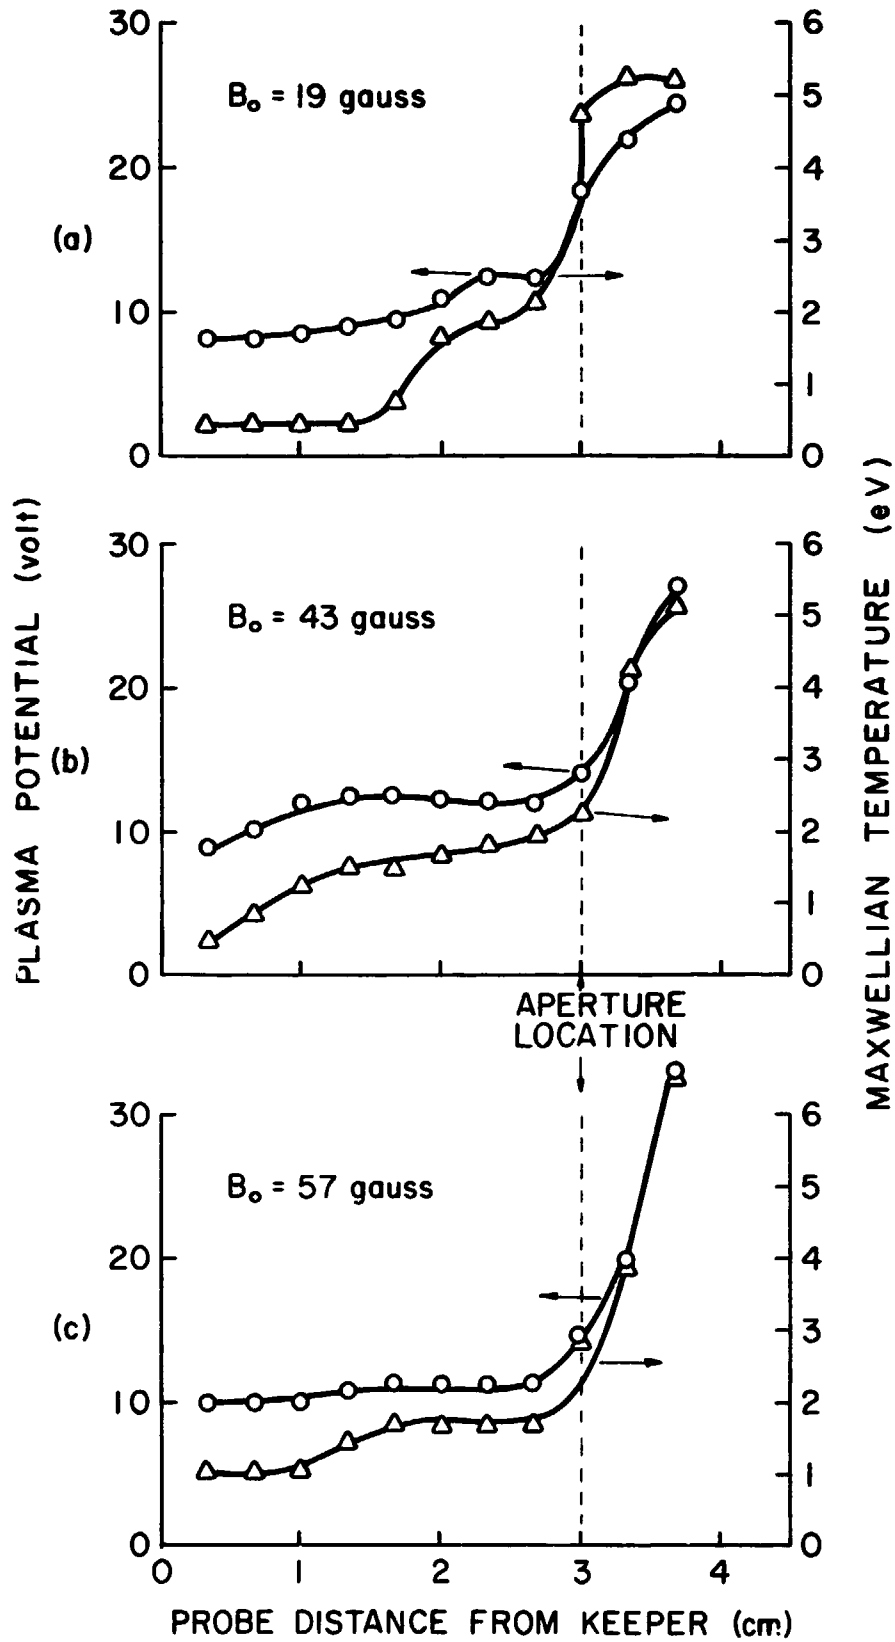 30
20
10
0
6
5
4
3
2
1
0
Bₒ = 19 gauss
(a)
PLASMA POTENTIAL (volt)
MAXWELLIAN TEMPERATURE (eV)
30
20
10
0
6
5
4
3
2
1
0
Bₒ = 43 gauss
(b)
APERTURE
LOCATION
30
20
10
0
6
5
4
3
2
1
0
Bₒ = 57 gauss
(c)
0 1 2 3 4
PROBE DISTANCE FROM KEEPER (cm)